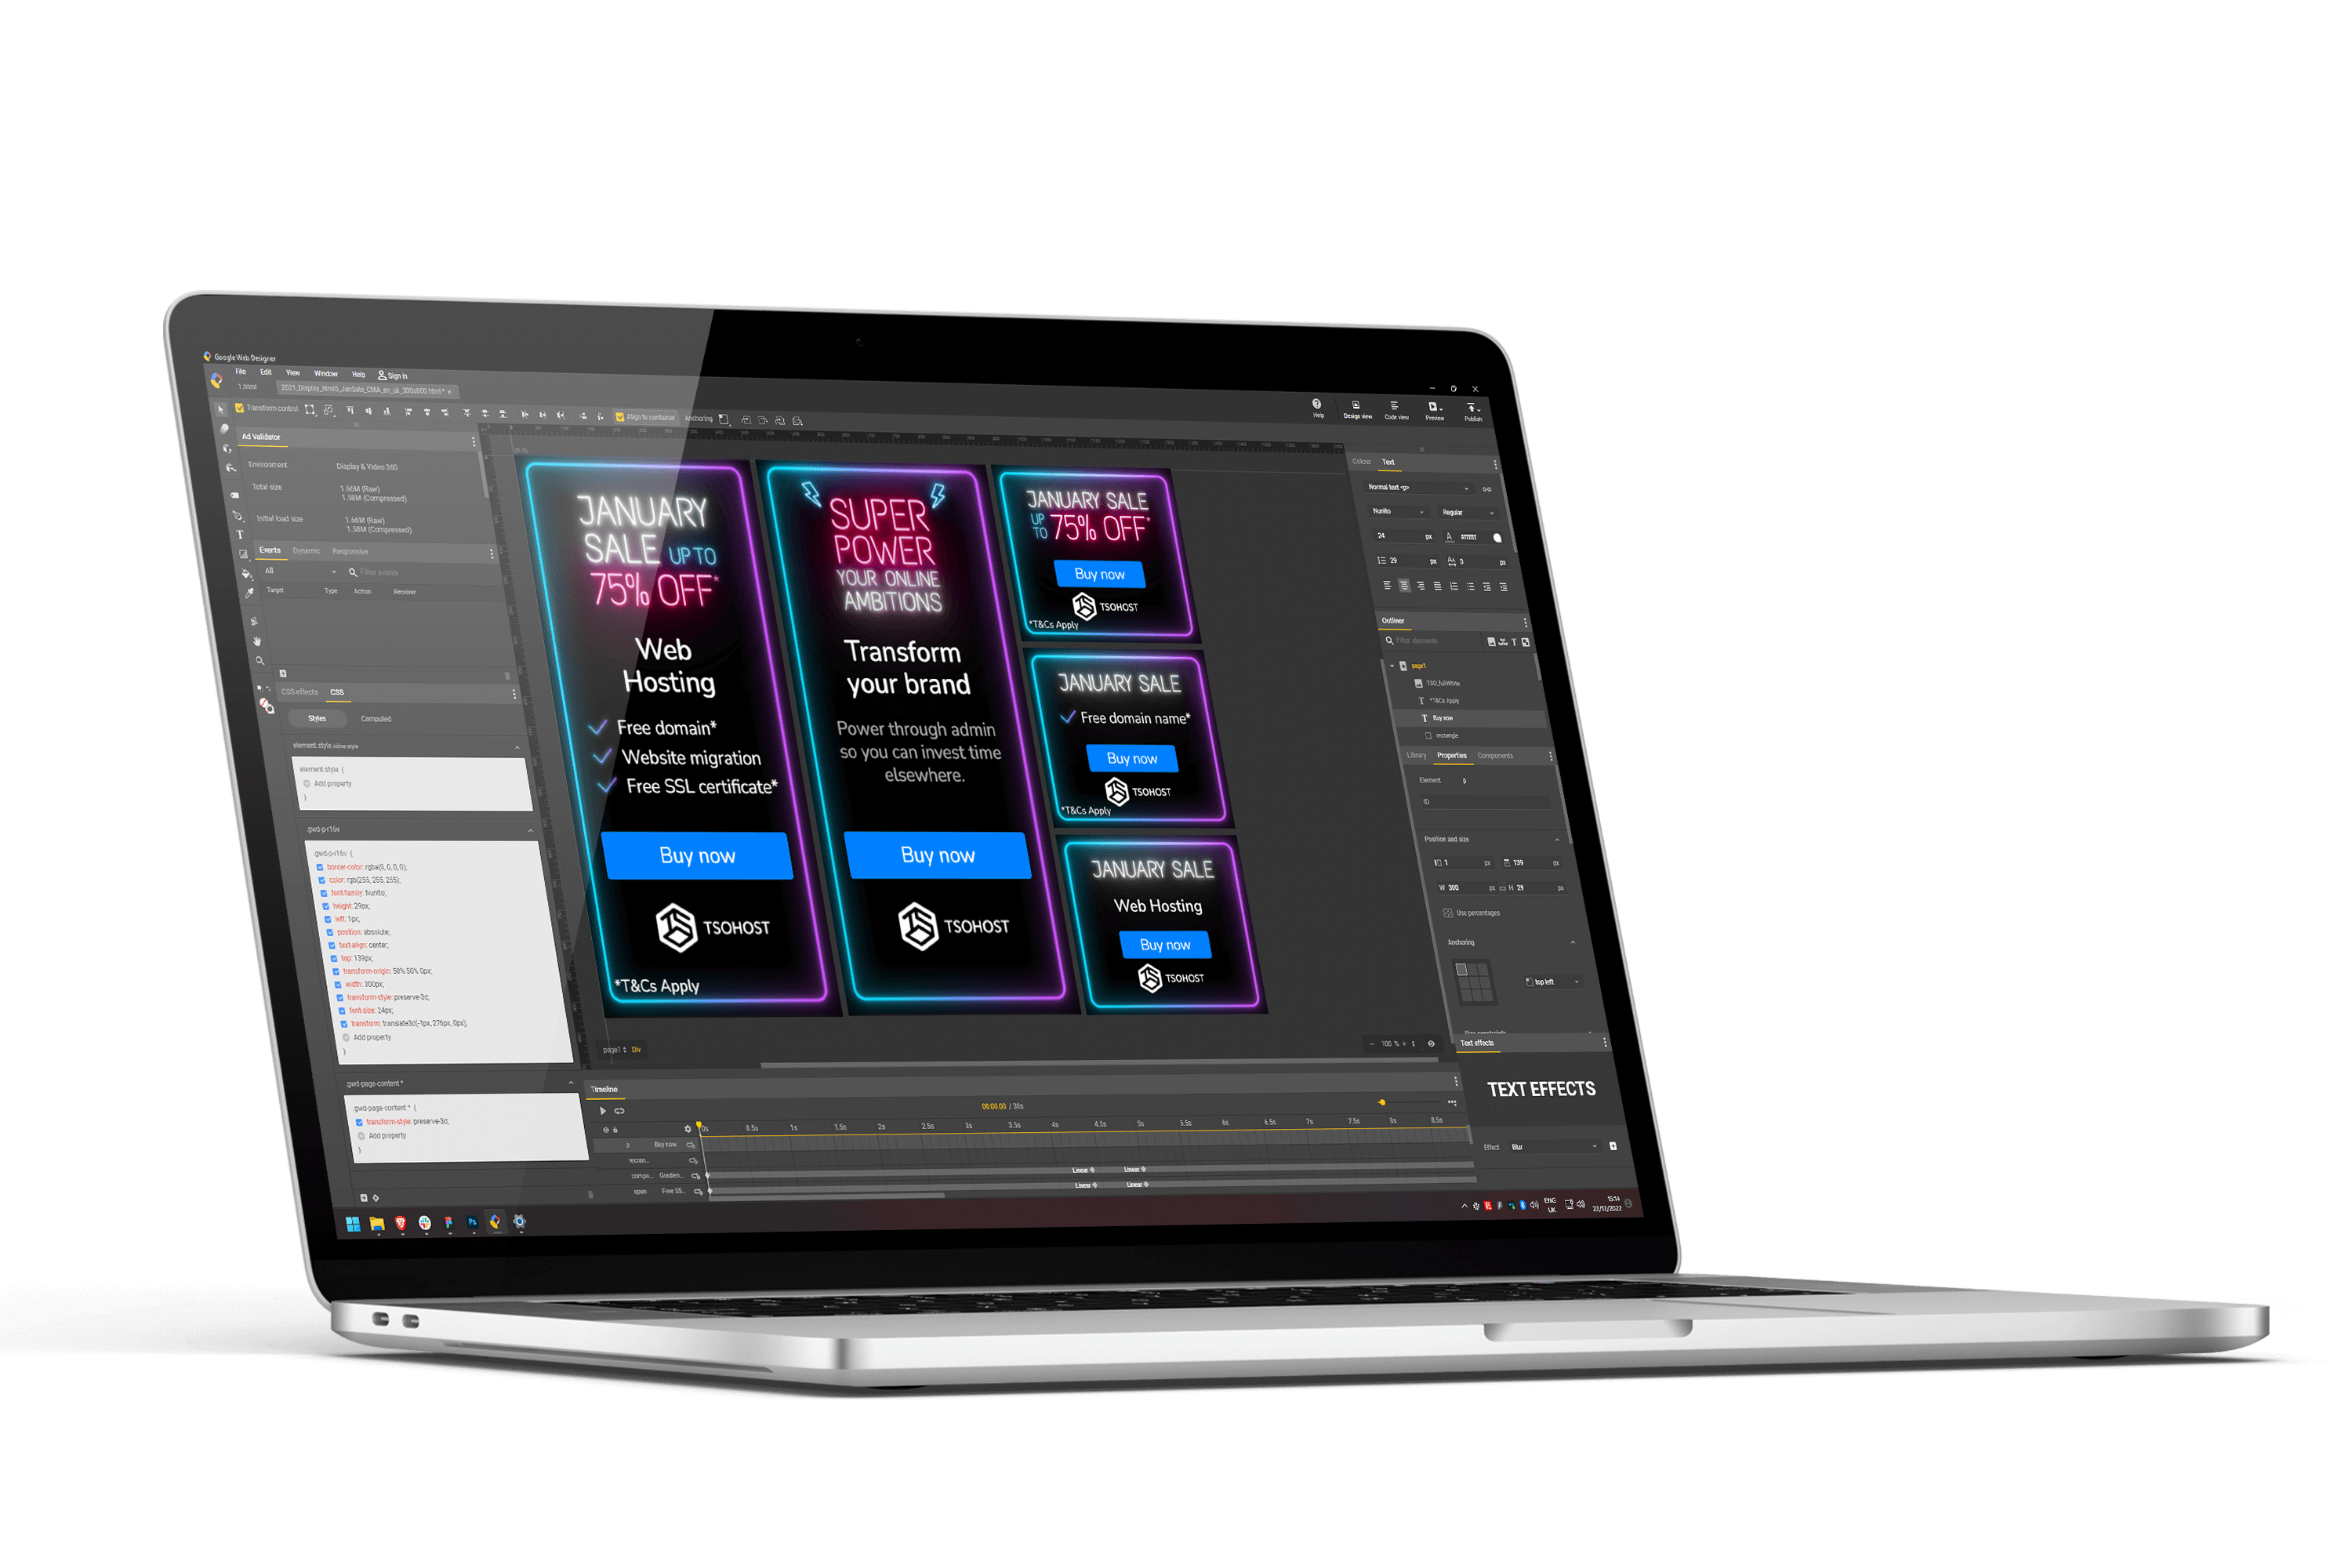 Google Web Designer
File Edit View Window Help Sign in
1.html
2021_Display_html5_JanSale_CMA_en_uk_300x600.html* ×
Transform control
Align to container
Anchoring
Help
Design view
Code view
Preview
Publish
Ad Validator
Environment Display & Video 360
Total size 1.66M (Raw)
1.58M (Compressed)
Initial load size 1.66M (Raw)
1.58M (Compressed)
Events Dynamic Responsive
All Filter events
Target Type Action Receiver
CSS effects CSS
Styles Computed
element.style inline style
element.style {
Add property
}
.gwd-p-r16v
.gwd-p-r16v {
border-color: rgba(0, 0, 0, 0);
color: rgb(255, 255, 255);
font-family: Nunito;
height: 29px;
left: 1px;
position: absolute;
text-align: center;
top: 139px;
transform-origin: 50% 50% 0px;
width: 300px;
transform-style: preserve-3d;
font-size: 24px;
transform: translate3d(-1px, 276px, 0px);
Add property
}
.gwd-page-content *
.gwd-page-content * {
transform-style: preserve-3d;
Add property
}
JANUARY
SALE UP TO
75% OFF*
Web
Hosting
Free domain*
Website migration
Free SSL certificate*
Buy now
TSOHOST
*T&Cs Apply
SUPER
POWER
YOUR ONLINE
AMBITIONS
Transform
your brand
Power through admin
so you can invest time
elsewhere.
Buy now
TSOHOST
JANUARY SALE
UP TO 75% OFF*
Buy now
TSOHOST
*T&Cs Apply
JANUARY SALE
Free domain name*
Buy now
TSOHOST
*T&Cs Apply
JANUARY SALE
Web Hosting
Buy now
TSOHOST
page1 Div
100 %
Colour Text
Normal text <p>
Nunito Regular
24 px A ffffff
29 px 0 px
Outliner
Filter elements
page1
TSO_fullWhite
*T&Cs Apply
Buy now
rectangle
Library Properties Components
Element p
ID
Position and size
1 px 139 px
W 300 px H 29 px
Use percentages
Anchoring
top left
Size constraints
Text effects
TEXT EFFECTS
Effect Blur
Timeline
00:00.00 / 30s
0s 0.5s 1s 1.5s 2s 2.5s 3s 3.5s 4s 4.5s 5s 5.5s 6s 6.5s 7s 7.5s 8s 8.5s
p Buy now
rectan...
compo... Gradien... Linear Linear
span Free SS... Linear Linear
Ps
ENG
UK
15:14
22/12/2022